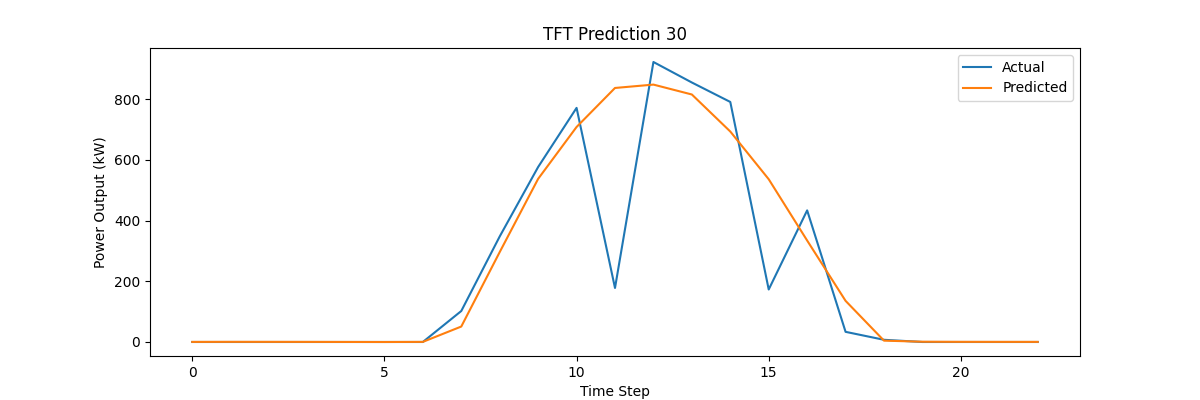 TFT Prediction 30
Actual
Predicted
Power Output (kW)
800
600
400
200
0
0 5 10 15 20
Time Step